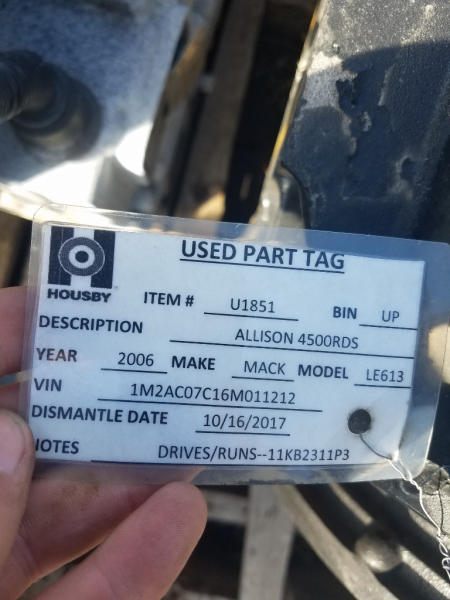 HOUSBY
USED PART TAG
ITEM # U1851 BIN UP
DESCRIPTION ALLISON 4500RDS
YEAR 2006 MAKE MACK MODEL LE613
VIN 1M2AC07C16M011212
DISMANTLE DATE 10/16/2017
NOTES DRIVES/RUNS--11KB2311P3